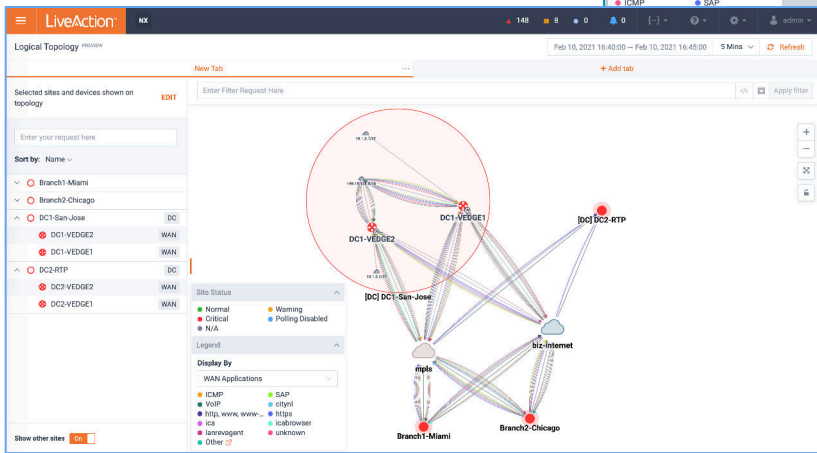 ICMP SAP
LiveAction NX 148 8 0 0 admin
Logical Topology PREVIEW Feb 10, 2021 16:40:00 – Feb 10, 2021 16:45:00 5 Mins Refresh
New Tab ... + Add tab
Selected sites and devices shown on
topology
EDIT
Enter Filter Request Here </> Apply filter
Enter your request here
Sort by: Name
Branch1-Miami
Branch2-Chicago
DC1-San-Jose DC
DC1-VEDGE2 WAN
DC1-VEDGE1 WAN
DC2-RTP DC
DC2-VEDGE2 WAN
DC2-VEDGE1 WAN
Show other sites On
DC1-VEDGE1
DC1-VEDGE2
[DC] DC2-RTP
[DC] DC1-San-Jose
biz-internet
mpls
Branch2-Chicago
Branch1-Miami
Site Status
Normal Warning
Critical Polling Disabled
N/A
Legend
Display By
WAN Applications
ICMP SAP
VoIP citynl
http, www, www-... https
ica icabrowser
lanrevagent unknown
Other